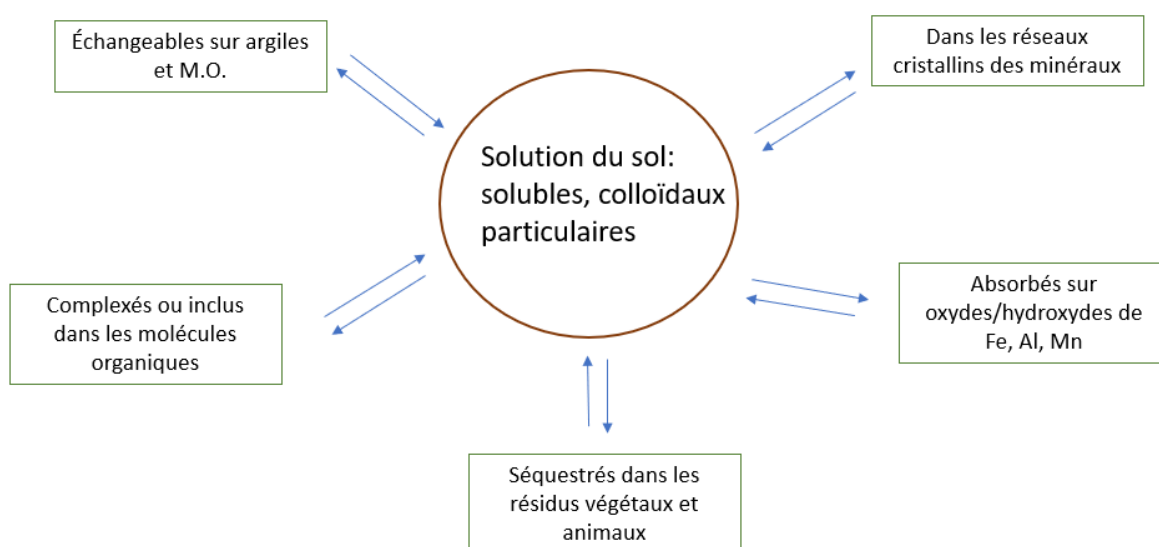 Échangeables sur argiles
et M.O.
Dans les réseaux
cristallins des minéraux
Solution du sol:
solubles, colloïdaux
particulaires
Complexés ou inclus
dans les molécules
organiques
Absorbés sur
oxydes/hydroxydes de
Fe, Al, Mn
Séquestrés dans les
résidus végétaux et
animaux